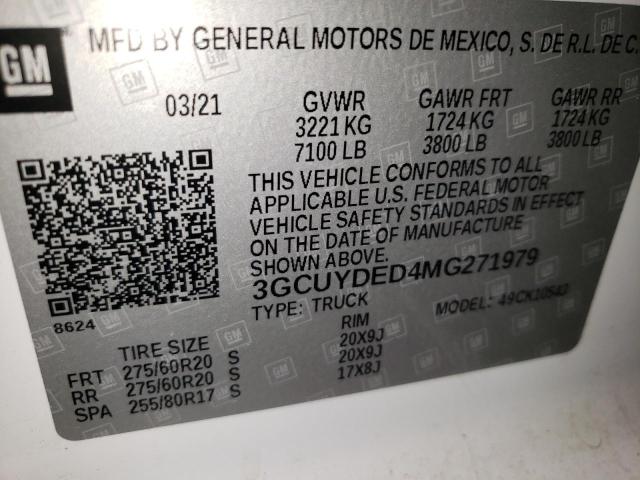 GM
MFD BY GENERAL MOTORS DE MEXICO, S. DE R.L. DE C.
03/21 GVWR GAWR FRT GAWR RR
3221 KG 1724 KG 1724 KG
7100 LB 3800 LB 3800 LB
THIS VEHICLE CONFORMS TO ALL
APPLICABLE U.S. FEDERAL MOTOR
VEHICLE SAFETY STANDARDS IN EFFECT
ON THE DATE OF MANUFACTURE
SHOWN ABOVE.
3GCUYDED4MG271979
8624
TYPE: TRUCK MODEL: 49CK10543
TIRE SIZE RIM
FRT 275/60R20 S 20X9J
RR 275/60R20 S 20X9J
SPA 255/80R17 S 17X8J